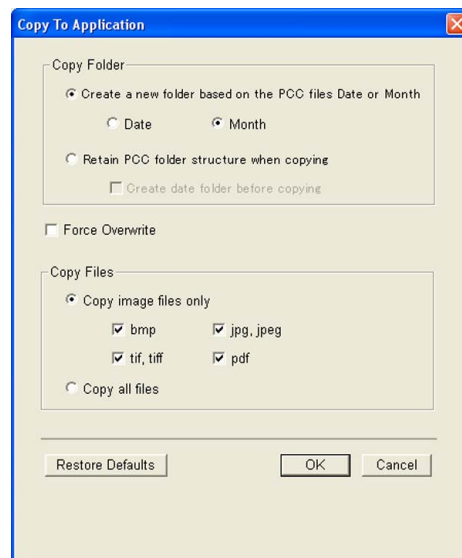 Copy To Application
Copy Folder
Create a new folder based on the PCC files Date or Month
Date Month
Retain PCC folder structure when copying
Create date folder before copying
Force Overwrite
Copy Files
Copy image files only
bmp jpg, jpeg
tif, tiff pdf
Copy all files
Restore Defaults OK Cancel